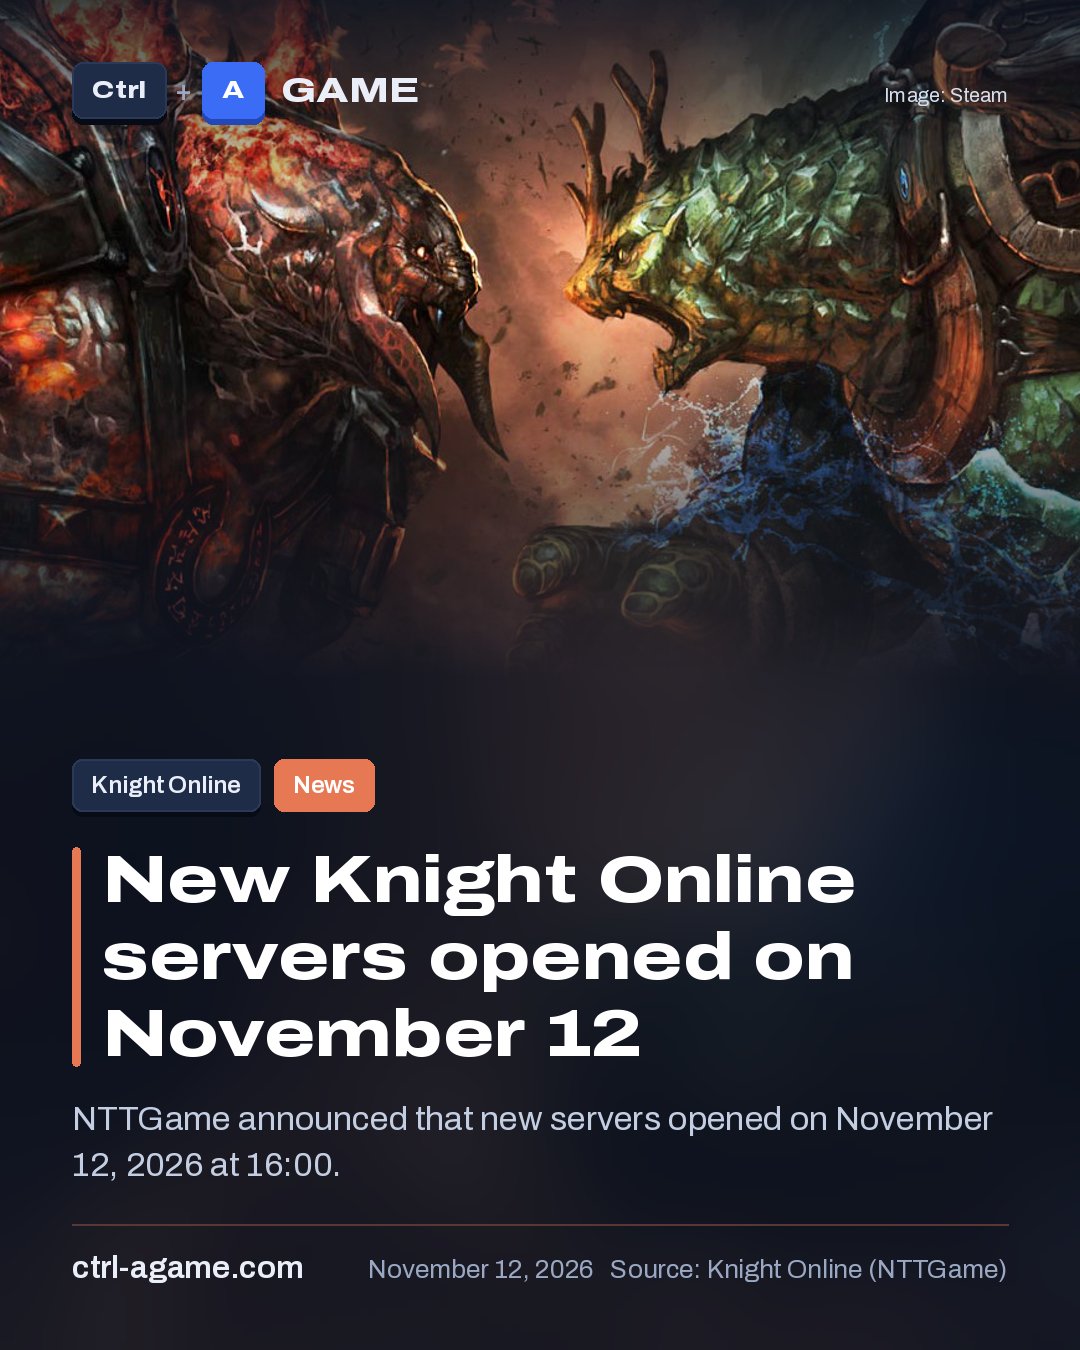 Ctrl + A GAME
Image: Steam
Knight Online
News
New Knight Online
servers opened on
November 12
NTTGame announced that new servers opened on November
12, 2026 at 16:00.
ctrl-agame.com
November 12, 2026 Source: Knight Online (NTTGame)